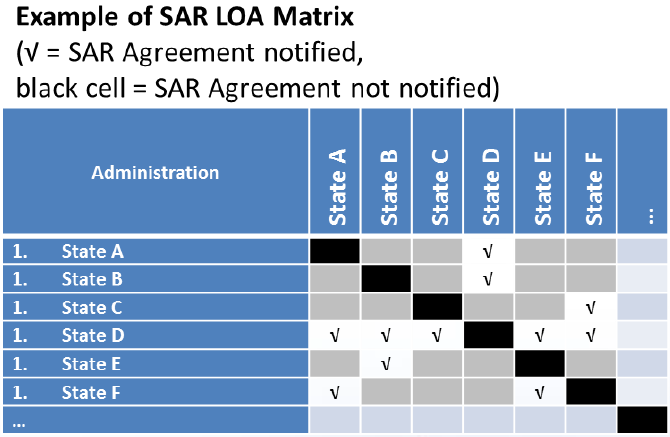 Example of SAR LOA Matrix
(√ = SAR Agreement notified,
black cell = SAR Agreement not notified)
Administration State A State B State C State D State E State F ...
1. State A √
1. State B √
1. State C √
1. State D √ √ √ √ √
1. State E √
1. State F √ √
...